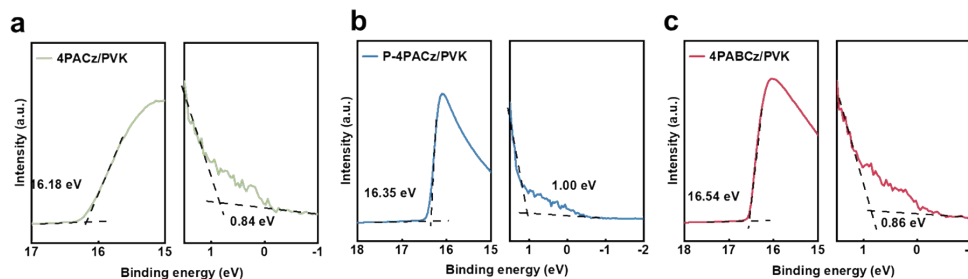 a
4PACz/PVK
Intensity (a.u.)
16.18 eV
0.84 eV
17 16 15 1 0 -1
Binding energy (eV)
b
P-4PACz/PVK
Intensity (a.u.)
16.35 eV
1.00 eV
18 17 16 15 1 0 -1 -2
Binding energy (eV)
c
4PABCz/PVK
Intensity (a.u.)
16.54 eV
0.86 eV
18 17 16 15 1 0 -1
Binding energy (eV)